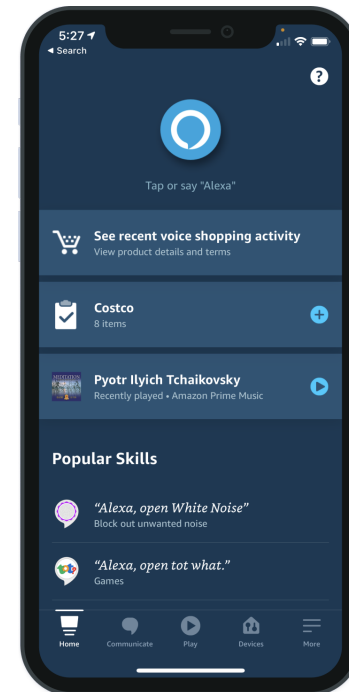 5:27
Search
?
Tap or say "Alexa"
See recent voice shopping activity
View product details and terms
Costco
8 items
MEDITATION
Pyotr Ilyich Tchaikovsky
Recently played • Amazon Prime Music
Popular Skills
“Alexa, open White Noise”
Block out unwanted noise
“Alexa, open tot what.”
Games
Home Communicate Play Devices More